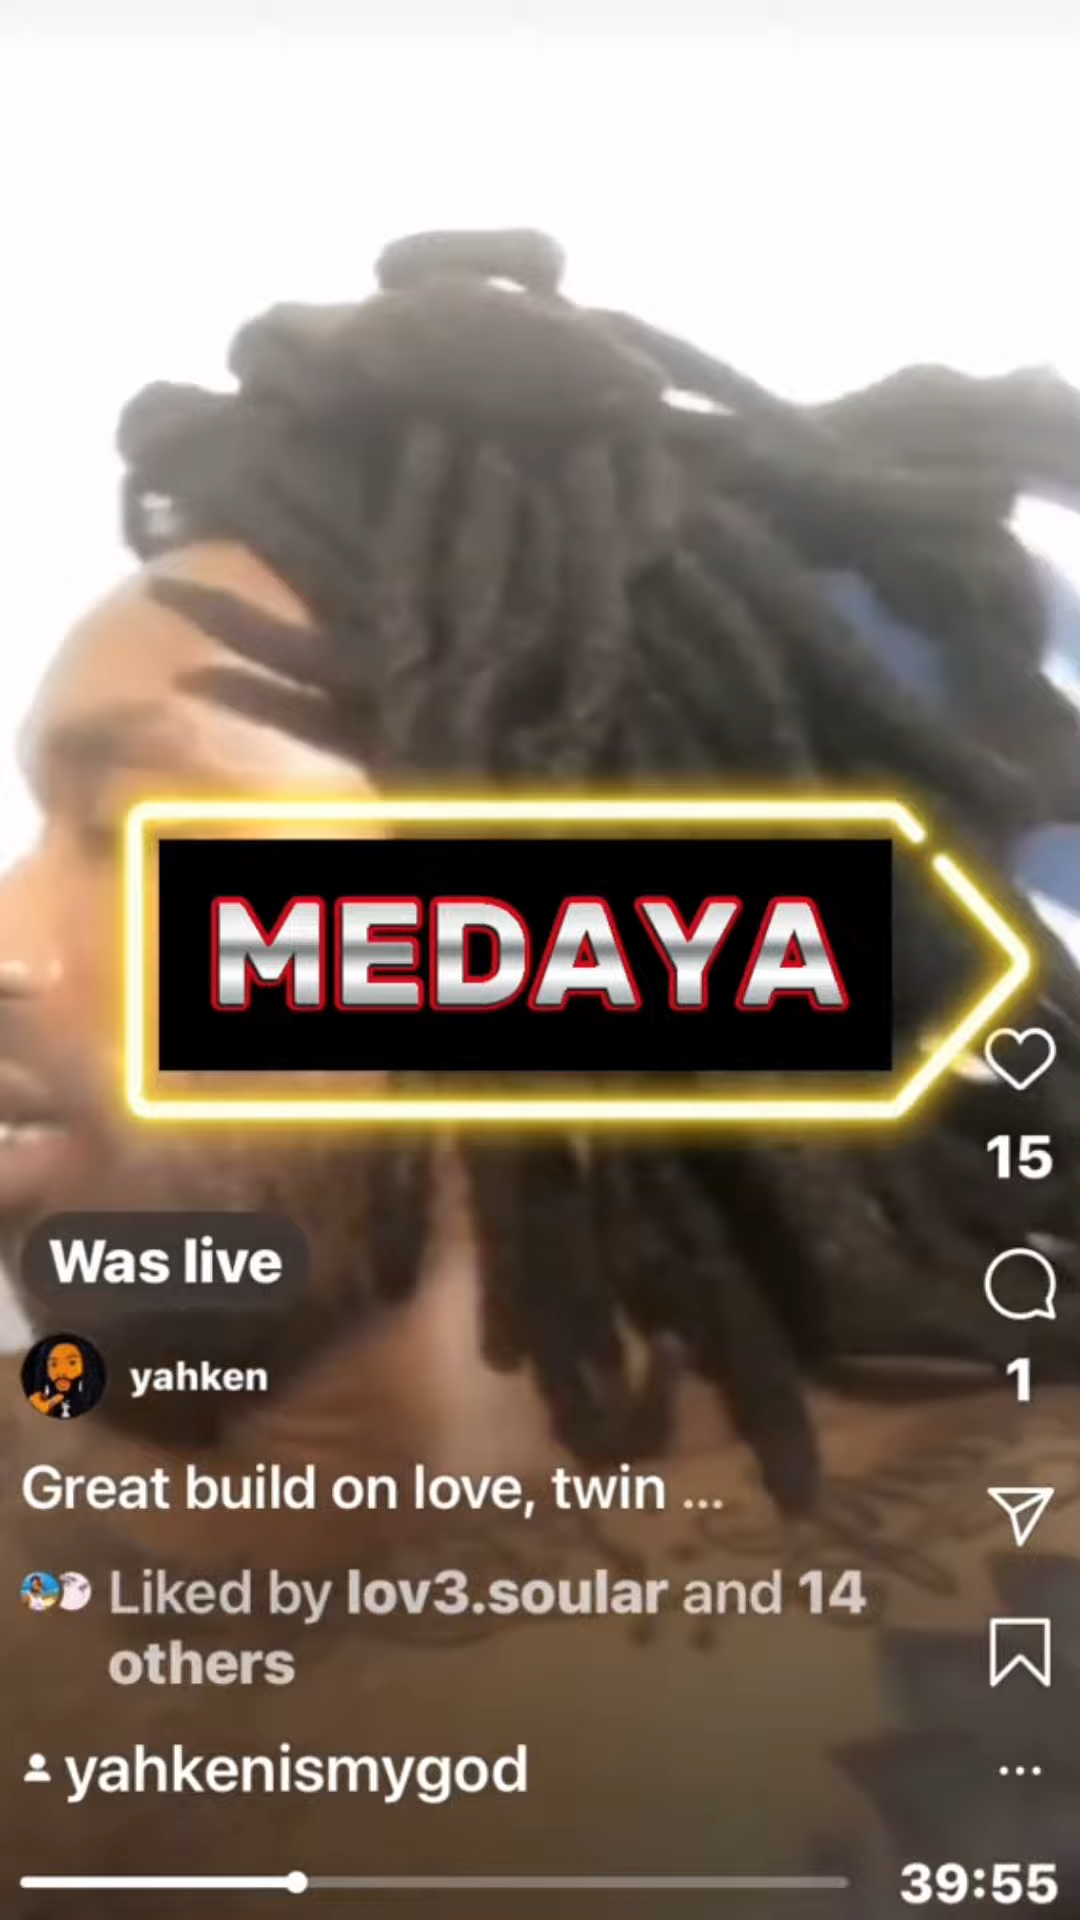 MEDAYA
15
Was live
yahken
1
Great build on love, twin ...
Liked by lov3.soular and 14
others
yahkenismygod
39:55